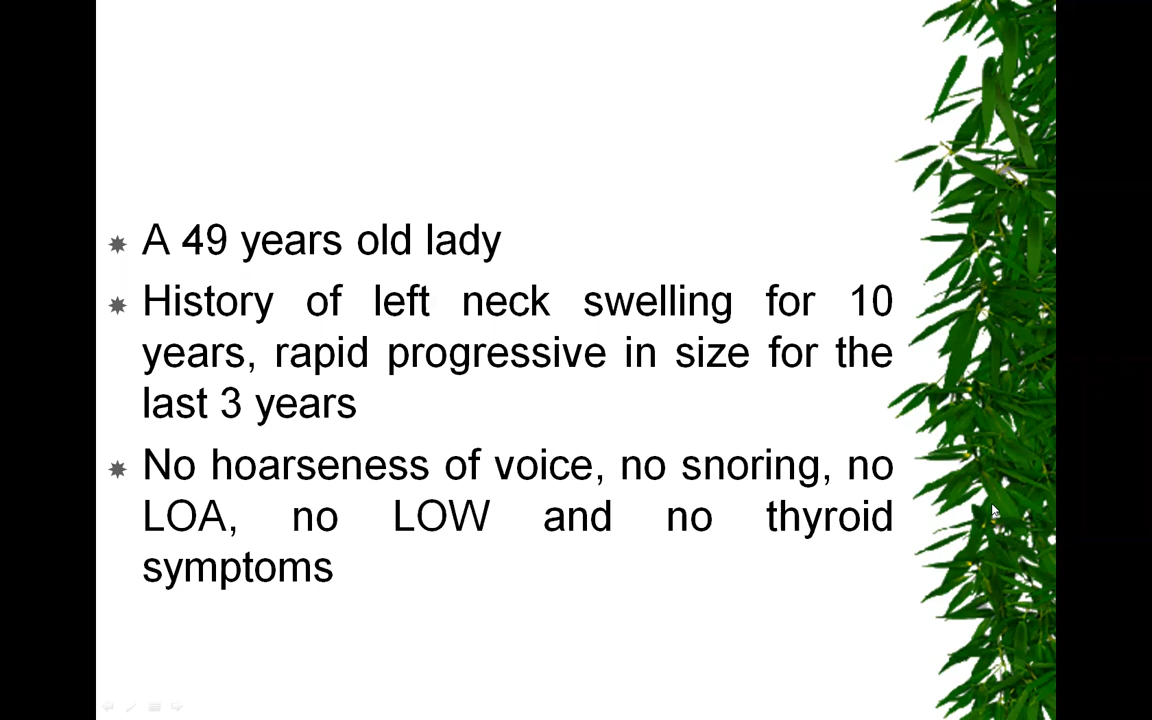 A 49 years old lady
History of left neck swelling for 10
years, rapid progressive in size for the
last 3 years
No hoarseness of voice, no snoring, no
LOA, no LOW and no thyroid
symptoms